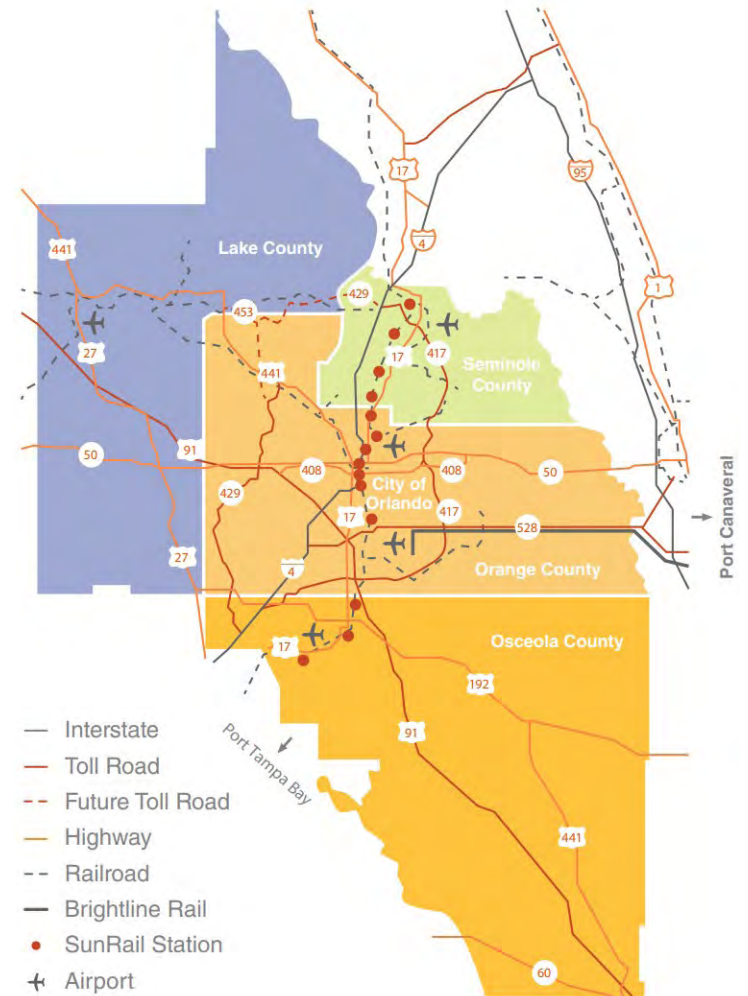 17
95
4
441
Lake County
1
429
453
27
17
417
441
Seminole
County
91
50
408
408
50
City of
Orlando
429
17
417
528
Port Canaveral
27
4
Orange County
17
Osceola County
192
Port Tampa Bay
91
441
60
Interstate
Toll Road
Future Toll Road
Highway
Railroad
Brightline Rail
SunRail Station
Airport